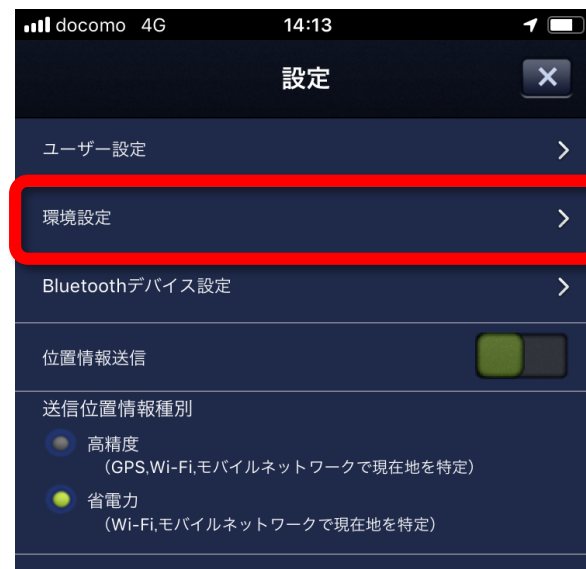 docomo 4G 14:13
設定
ユーザー設定
環境設定
Bluetoothデバイス設定
位置情報送信
送信位置情報種別
高精度
（GPS,Wi-Fi,モバイルネットワークで現在地を特定）
省電力
（Wi-Fi,モバイルネットワークで現在地を特定）